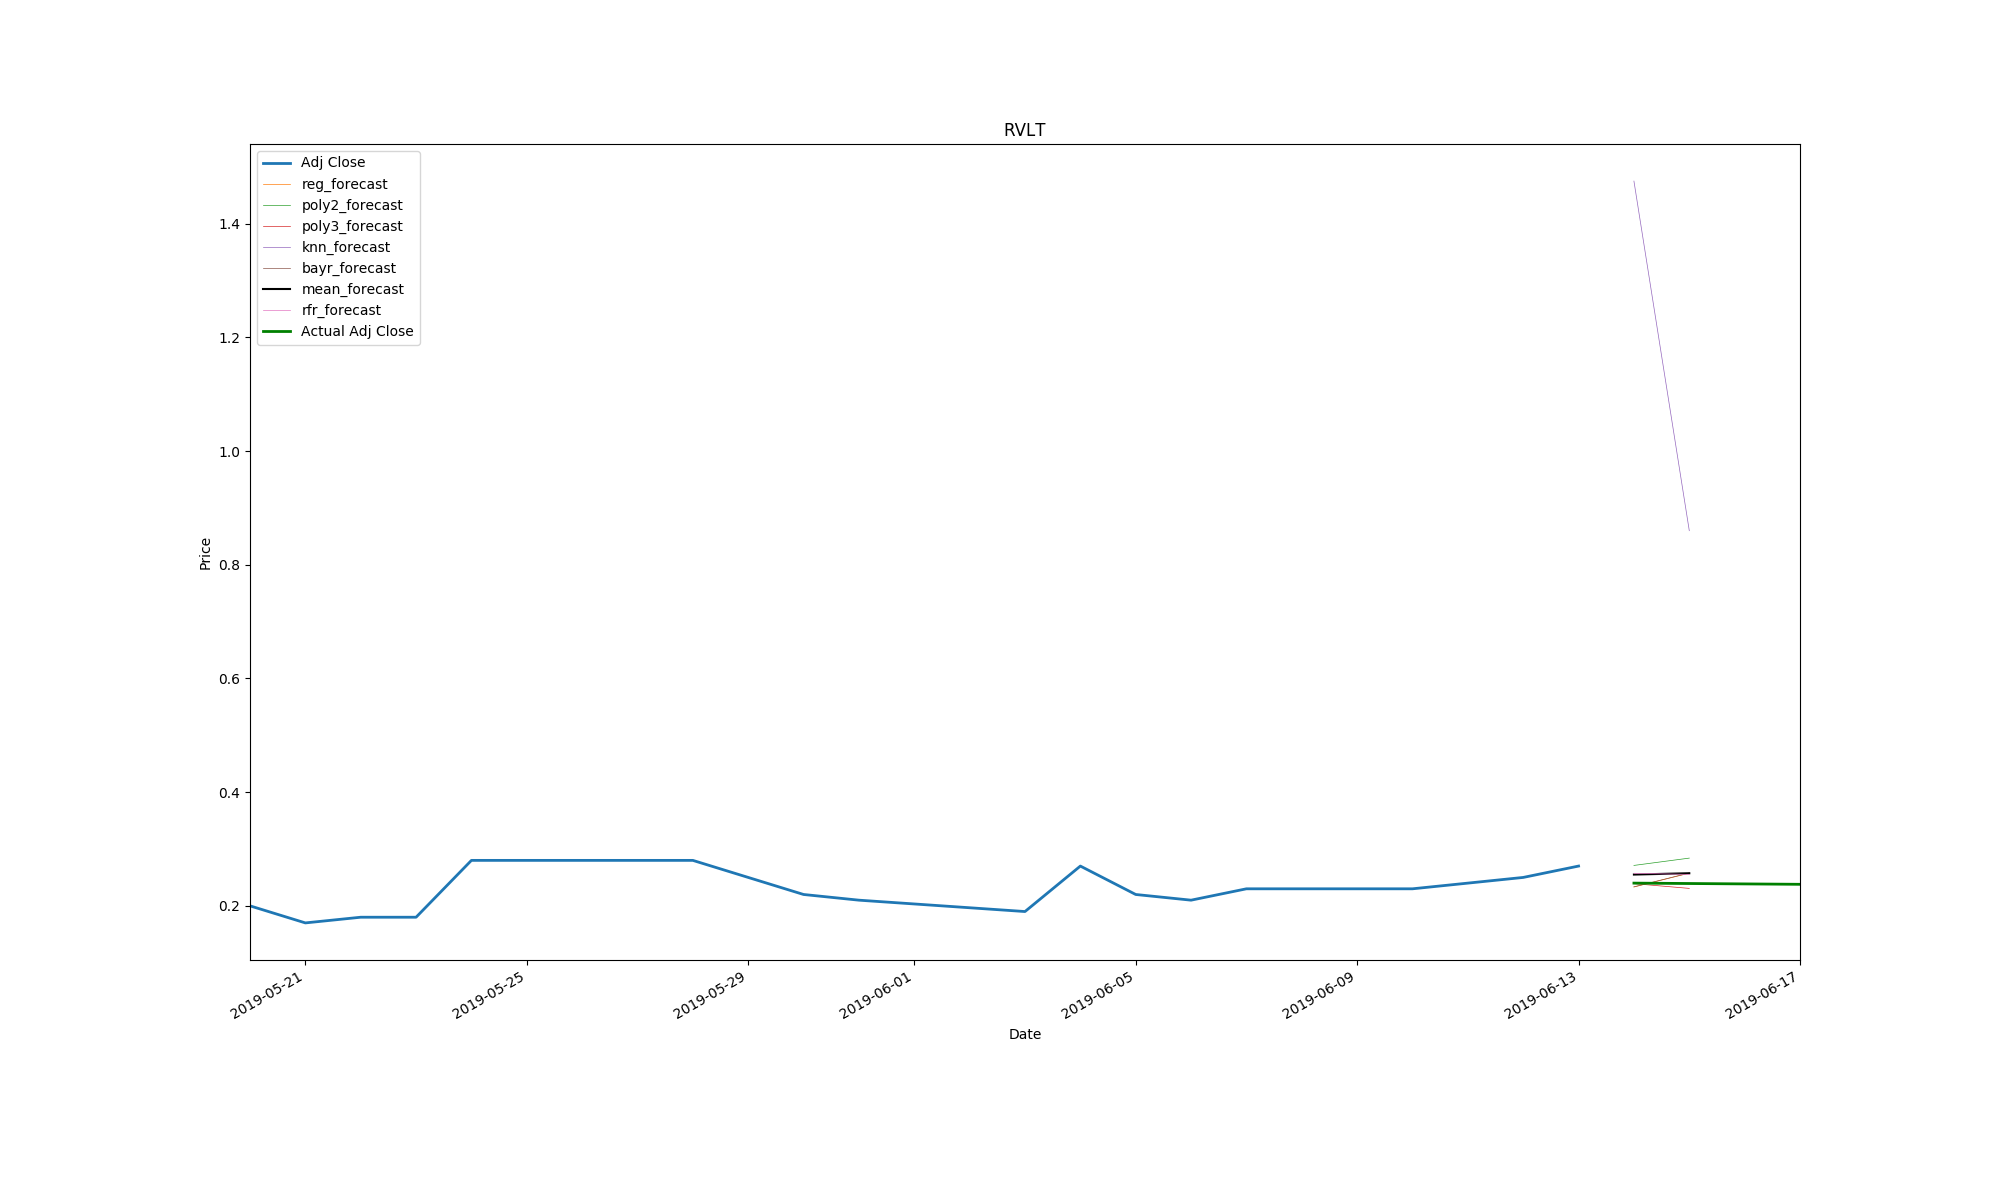 RVLT
Adj Close
reg_forecast
poly2_forecast
poly3_forecast
knn_forecast
bayr_forecast
mean_forecast
rfr_forecast
Actual Adj Close
Price
1.4
1.2
1.0
0.8
0.6
0.4
0.2
2019-05-21
2019-05-25
2019-05-29
2019-06-01
2019-06-05
2019-06-09
2019-06-13
2019-06-17
Date